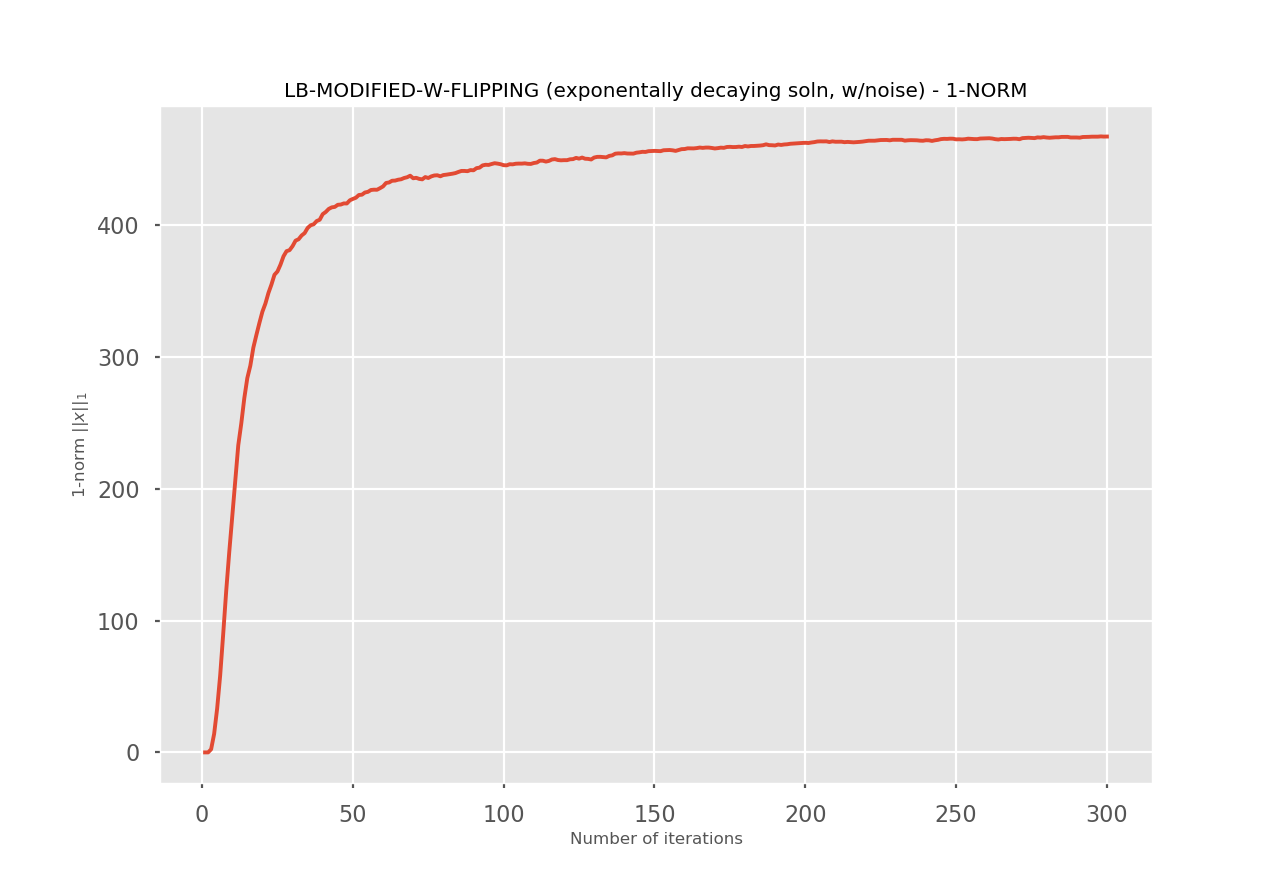 LB-MODIFIED-W-FLIPPING (exponentially decaying soln, w/noise) - 1-NORM
1-norm ||x||₁
400
300
200
100
0
0 50 100 150 200 250 300
Number of iterations